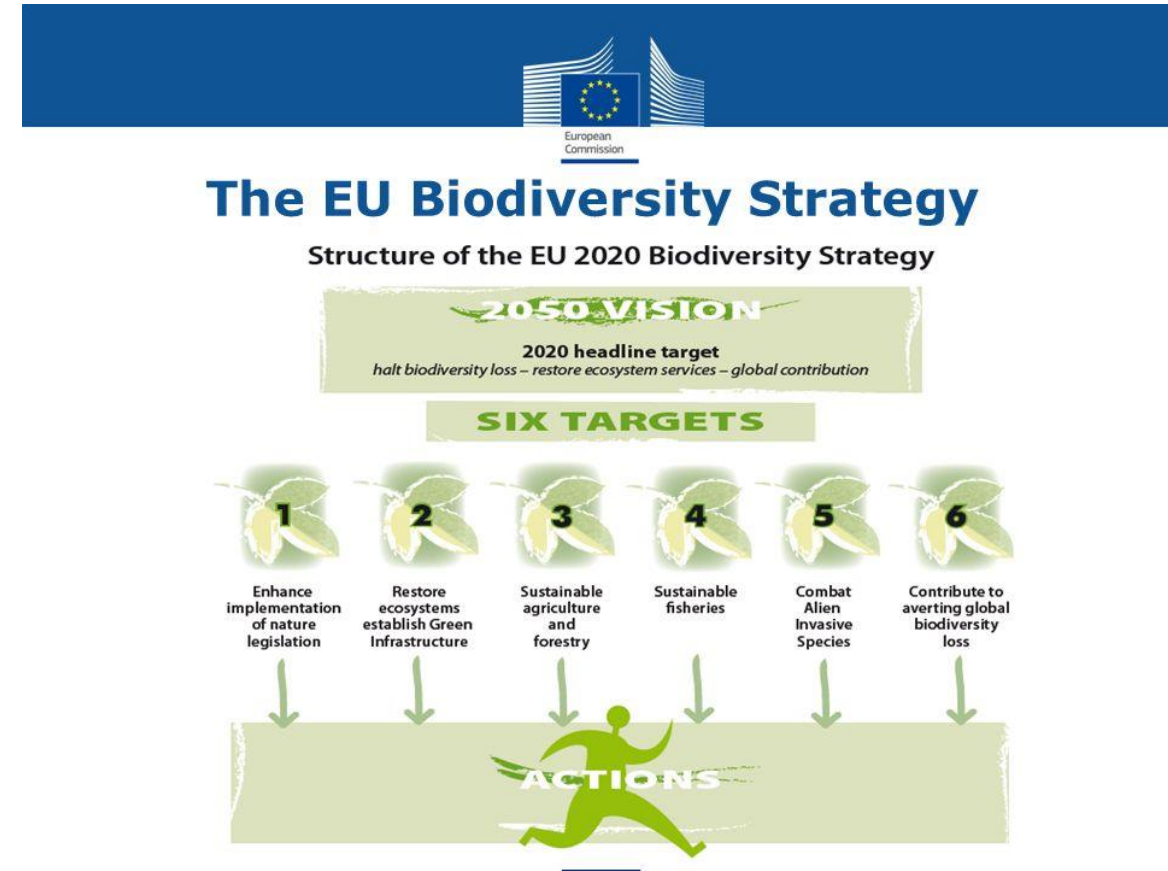 European
Commission
The EU Biodiversity Strategy
Structure of the EU 2020 Biodiversity Strategy
2050 VISION
2020 headline target
halt biodiversity loss – restore ecosystem services – global contribution
SIX TARGETS
1
Enhance
implementation
of nature
legislation
2
Restore
ecosystems
establish Green
Infrastructure
3
Sustainable
agriculture
and
forestry
4
Sustainable
fisheries
5
Combat
Alien
Invasive
Species
6
Contribute to
averting global
biodiversity
loss
ACTIONS